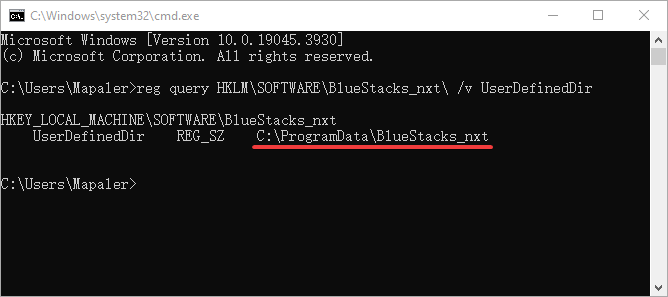 C:\Windows\system32\cmd.exe
Microsoft Windows [Version 10.0.19045.3930]
(c) Microsoft Corporation. All rights reserved.
C:\Users\Mapaler>reg query HKLM\SOFTWARE\BlueStacks_nxt\ /v UserDefinedDir
HKEY_LOCAL_MACHINE\SOFTWARE\BlueStacks_nxt
UserDefinedDir    REG_SZ    C:\ProgramData\BlueStacks_nxt
C:\Users\Mapaler>